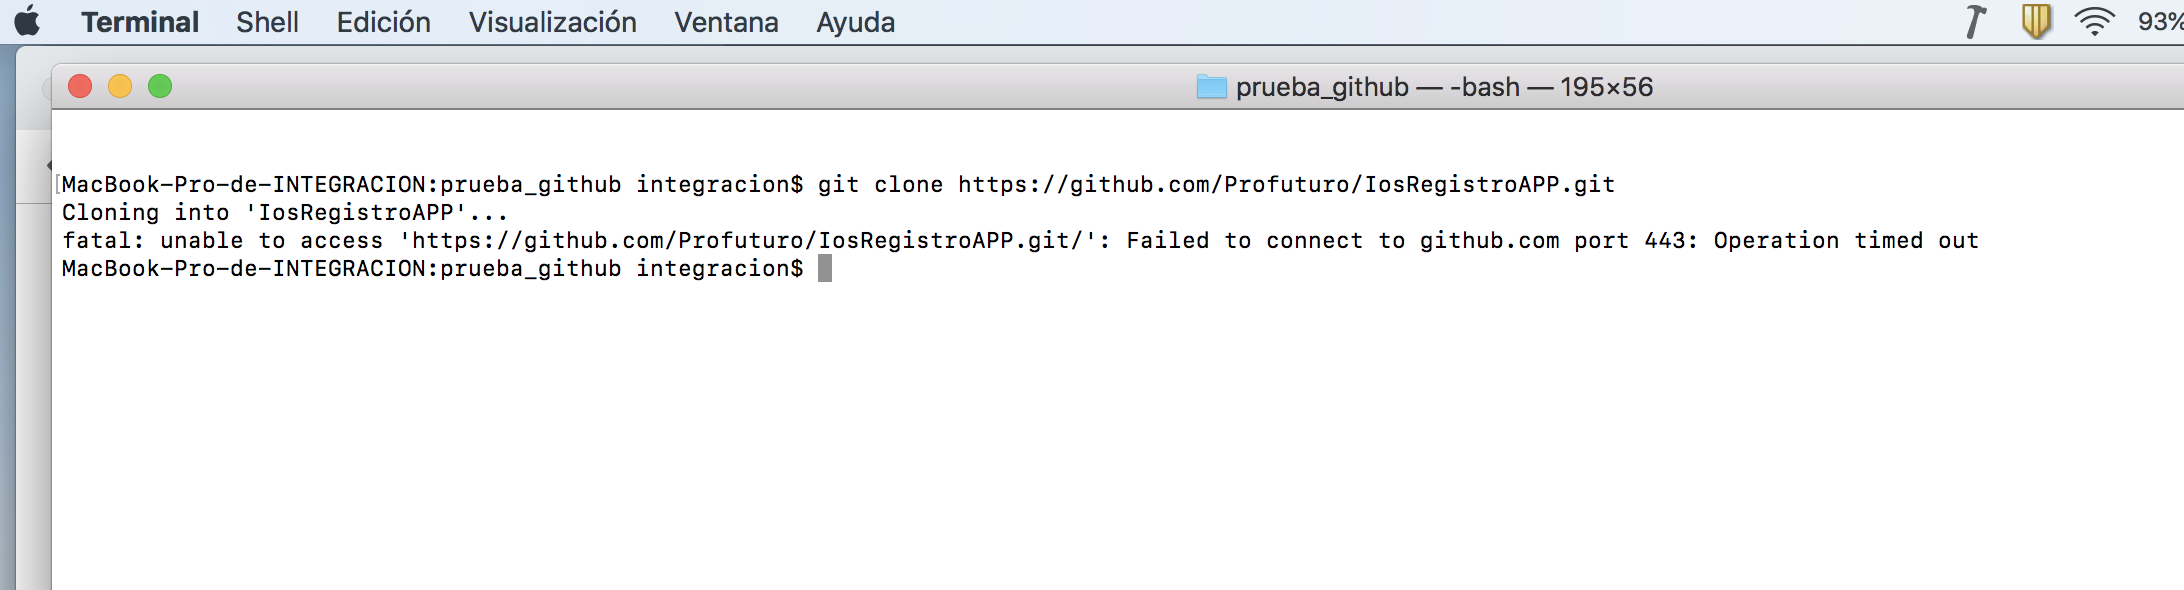 Terminal Shell Edición Visualización Ventana Ayuda 93%
prueba_github — -bash — 195×56
[MacBook-Pro-de-INTEGRACION:prueba_github integracion$ git clone https://github.com/Profuturo/IosRegistroAPP.git
Cloning into 'IosRegistroAPP'...
fatal: unable to access 'https://github.com/Profuturo/IosRegistroAPP.git/': Failed to connect to github.com port 443: Operation timed out
MacBook-Pro-de-INTEGRACION:prueba_github integracion$